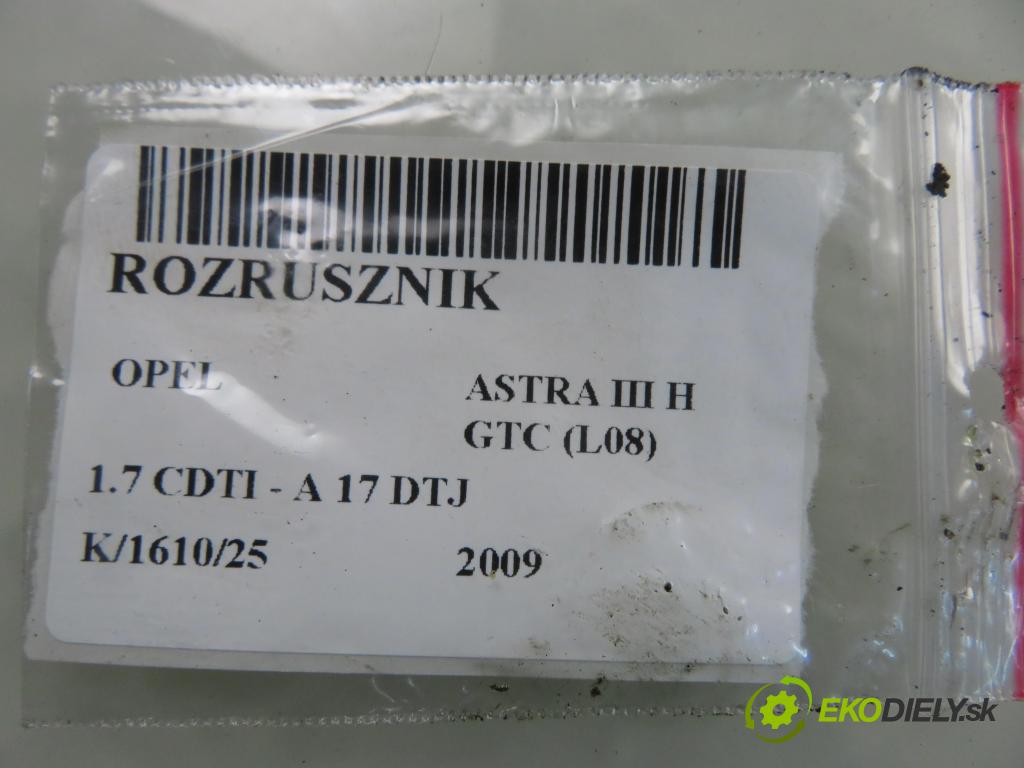 ROZRUSZNIK
OPEL
ASTRA III H
GTC (L08)
1.7 CDTI - A 17 DTJ
K/1610/25
2009
EKODIELY.sk